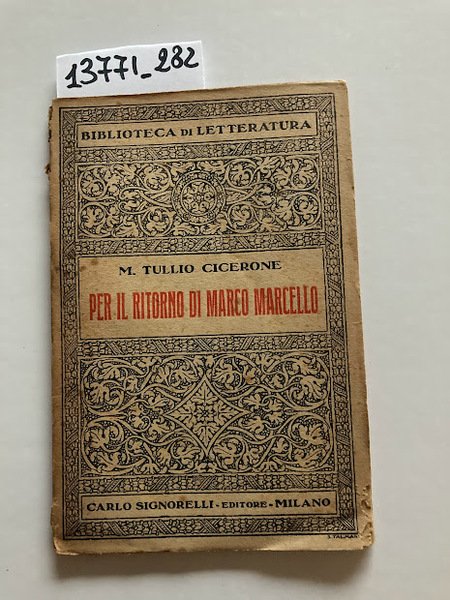 13771_282
BIBLIOTECA DI LETTERATURA
M. TULLIO CICERONE
PER IL RITORNO DI MARCO MARCELLO
CARLO SIGNORELLI - EDITORE - MILANO